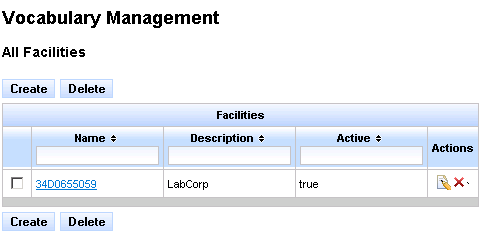 Vocabulary Management
All Facilities
Create Delete
Facilities
Name Description Active Actions
34D0655059 LabCorp true
Create Delete